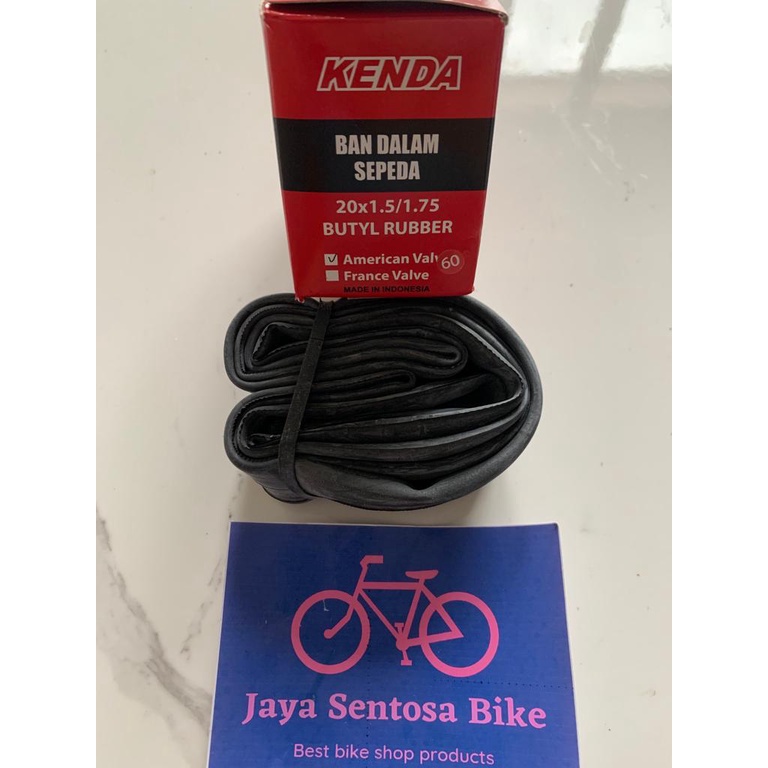 KENDA
BAN DALAM
SEPEDA
20x1.5/1.75
BUTYL RUBBER
American Valv 60
France Valve
MADE IN INDONESIA
Jaya Sentosa Bike
Best bike shop products